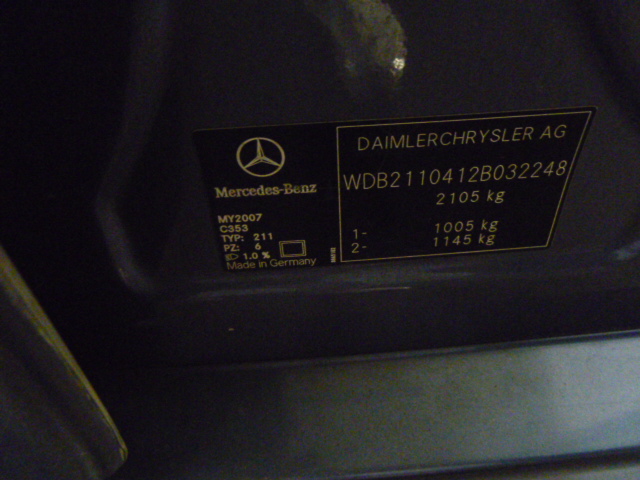 Mercedes-Benz
MY2007
C353
TYP: 211
PZ: 6
1.0 %
Made in Germany
DAIMLERCHRYSLER AG
WDB2110412B032248
2105 kg
1- 1005 kg
2- 1145 kg